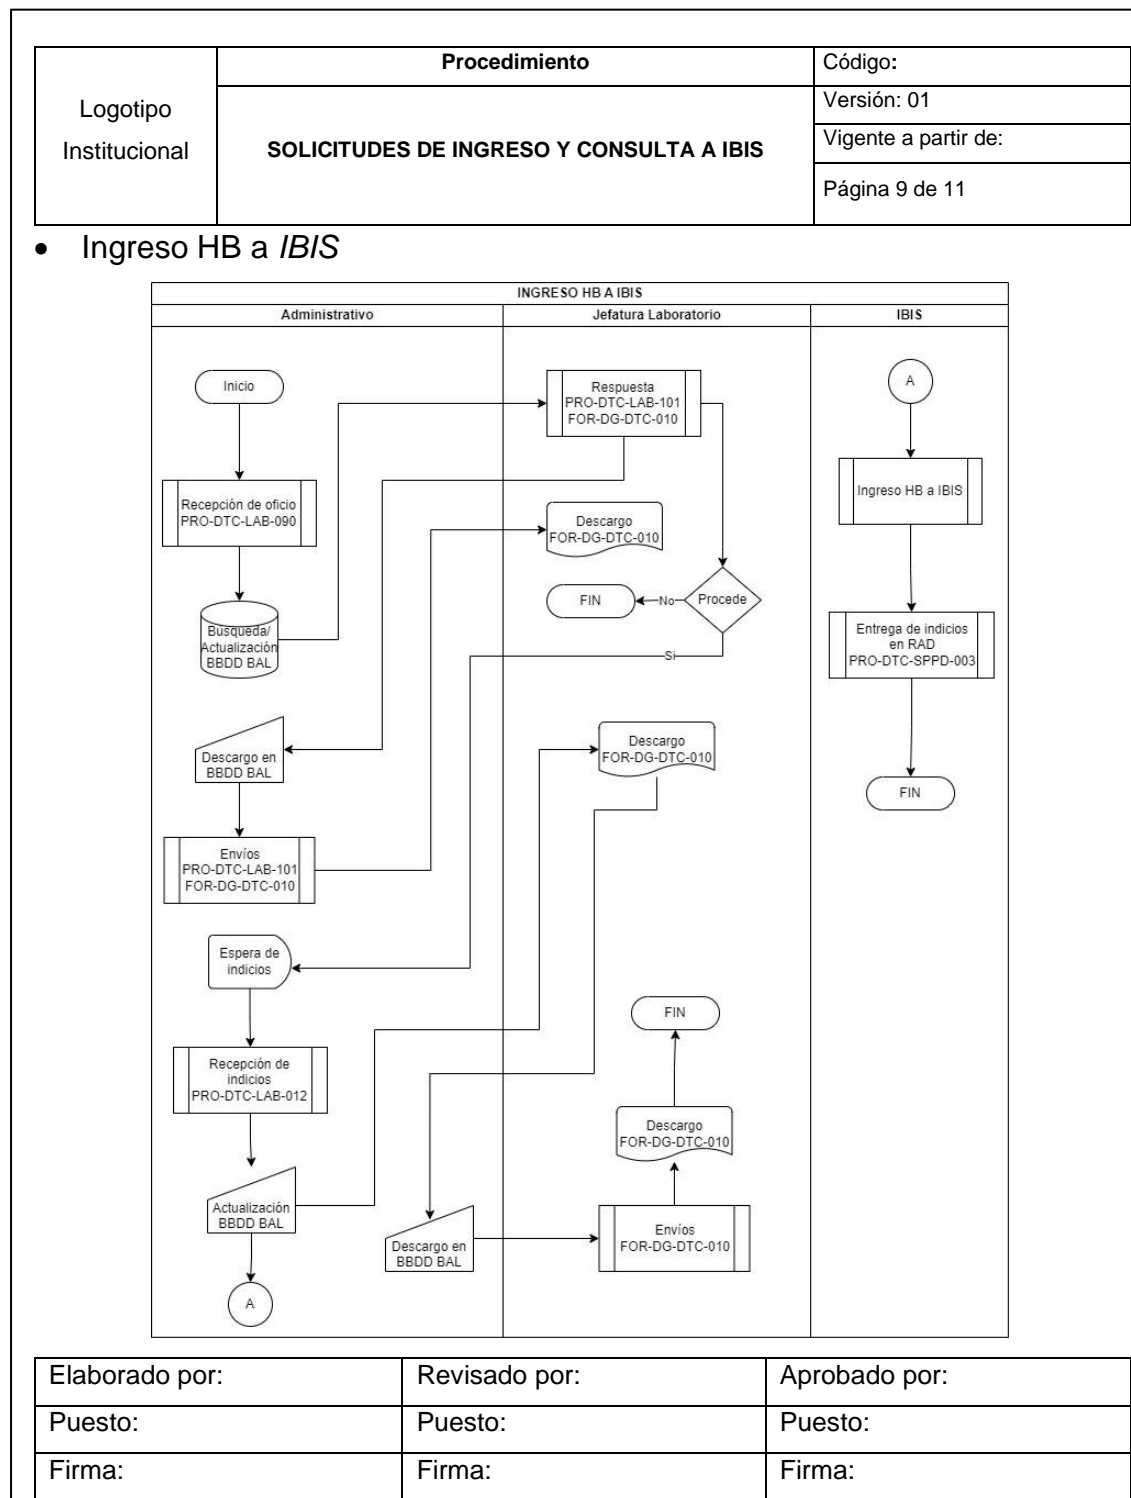 Logotipo
Institucional
Procedimiento
SOLICITUDES DE INGRESO Y CONSULTA A IBIS
Código:
Versión: 01
Vigente a partir de:
Página 9 de 11
• Ingreso HB a IBIS
INGRESO HB A IBIS
Administrativo
Jefatura Laboratorio
IBIS
Inicio
Recepción de oficio
PRO-DTC-LAB-090
Busqueda/
Actualización
BBDD BAL
Descargo en
BBDD BAL
Envíos
PRO-DTC-LAB-101
FOR-DG-DTC-010
Espera de
indicios
Recepción de
indicios
PRO-DTC-LAB-012
Actualización
BBDD BAL
A
Respuesta
PRO-DTC-LAB-101
FOR-DG-DTC-010
Descargo
FOR-DG-DTC-010
FIN
No
Procede
Si
Descargo
FOR-DG-DTC-010
FIN
Descargo
FOR-DG-DTC-010
Descargo en
BBDD BAL
Envíos
FOR-DG-DTC-010
A
Ingreso HB a IBIS
Entrega de indicios
en RAD
PRO-DTC-SPPD-003
FIN
Elaborado por:
Revisado por:
Aprobado por:
Puesto:
Puesto:
Puesto:
Firma:
Firma:
Firma: